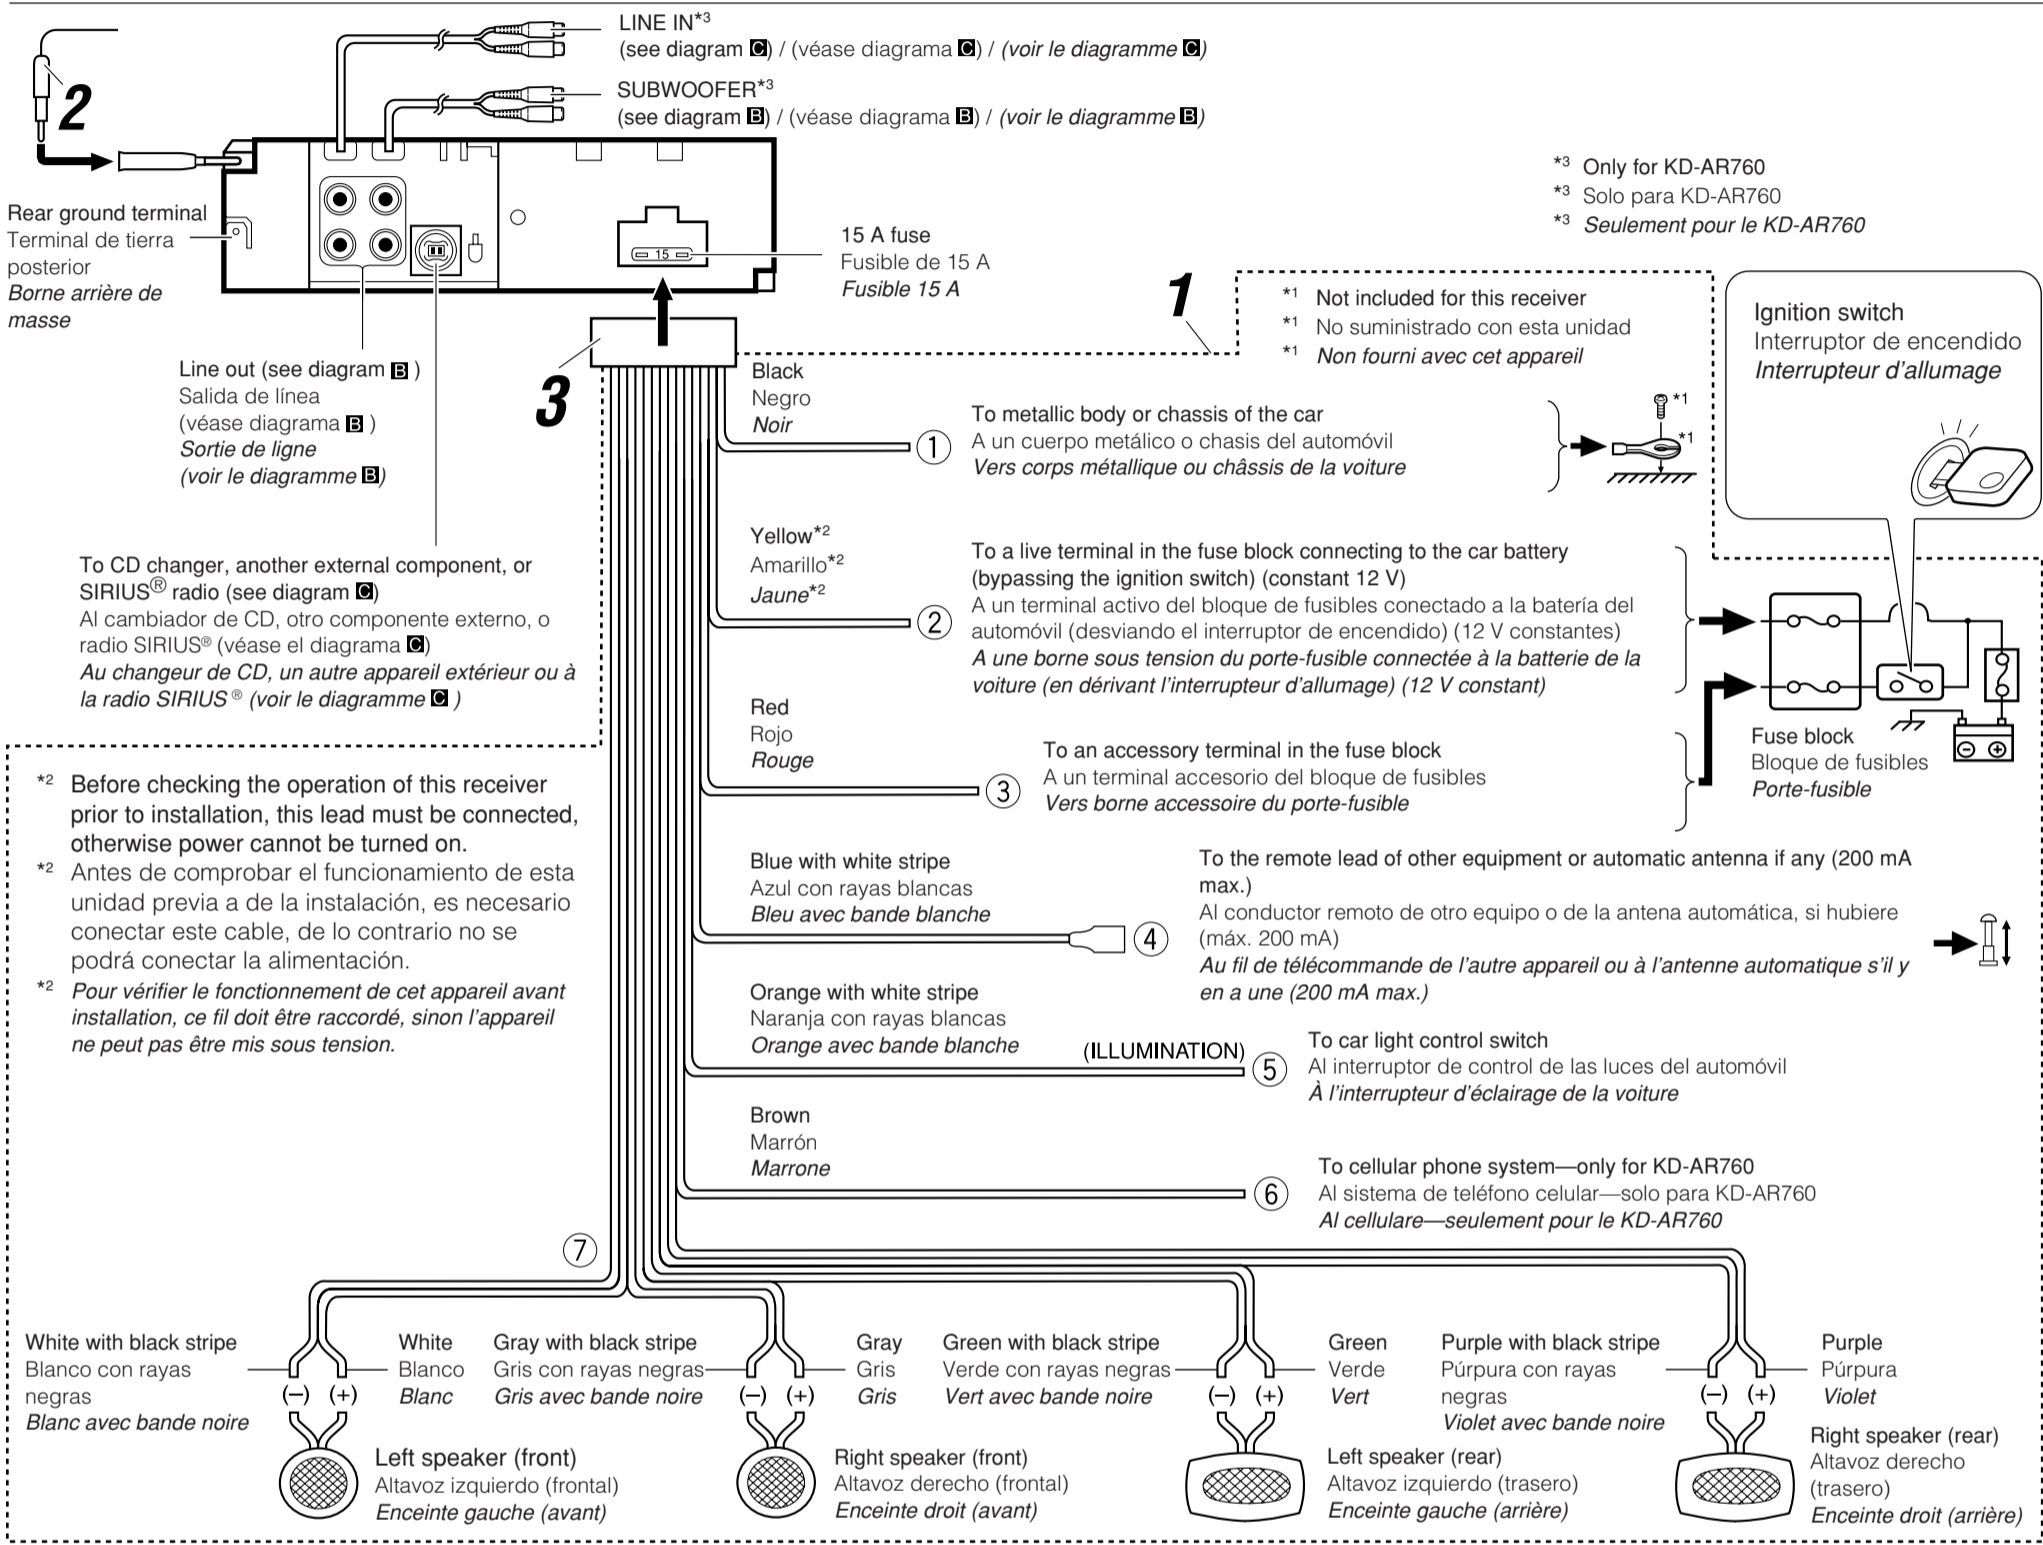 LINE IN*3
(see diagram C) / (véase diagrama C) / (voir le diagramme C)
SUBWOOFER*3
(see diagram B) / (véase diagrama B) / (voir le diagramme B)
2
*3 Only for KD-AR760
*3 Solo para KD-AR760
*3 Seulement pour le KD-AR760
Rear ground terminal
Terminal de tierra
posterior
Borne arrière de
masse
15
15 A fuse
Fusible de 15 A
Fusible 15 A
1
*1 Not included for this receiver
*1 No suministrado con esta unidad
*1 Non fourni avec cet appareil
Ignition switch
Interruptor de encendido
Interrupteur d'allumage
Line out (see diagram B )
Salida de línea
(véase diagrama B )
Sortie de ligne
(voir le diagramme B)
3
Black
Negro
Noir
1
To metallic body or chassis of the car
A un cuerpo metálico o chasis del automóvil
Vers corps métallique ou châssis de la voiture
*1
*1
To CD changer, another external component, or
SIRIUS® radio (see diagram C)
Al cambiador de CD, otro componente externo, o
radio SIRIUS® (véase el diagrama C)
Au changeur de CD, un autre appareil extérieur ou à
la radio SIRIUS ® (voir le diagramme C )
Yellow*2
Amarillo*2
Jaune*2
2
To a live terminal in the fuse block connecting to the car battery
(bypassing the ignition switch) (constant 12 V)
A un terminal activo del bloque de fusibles conectado a la batería del
automóvil (desviando el interruptor de encendido) (12 V constantes)
A une borne sous tension du porte-fusible connectée à la batterie de la
voiture (en dérivant l'interrupteur d'allumage) (12 V constant)
Red
Rojo
Rouge
3
To an accessory terminal in the fuse block
A un terminal accesorio del bloque de fusibles
Vers borne accessoire du porte-fusible
Fuse block
Bloque de fusibles
Porte-fusible
*2 Before checking the operation of this receiver
prior to installation, this lead must be connected,
otherwise power cannot be turned on.
*2 Antes de comprobar el funcionamiento de esta
unidad previa a de la instalación, es necesario
conectar este cable, de lo contrario no se
podrá conectar la alimentación.
*2 Pour vérifier le fonctionnement de cet appareil avant
installation, ce fil doit être raccordé, sinon l'appareil
ne peut pas être mis sous tension.
Blue with white stripe
Azul con rayas blancas
Bleu avec bande blanche
4
To the remote lead of other equipment or automatic antenna if any (200 mA
max.)
Al conductor remoto de otro equipo o de la antena automática, si hubiere
(máx. 200 mA)
Au fil de télécommande de l'autre appareil ou à l'antenne automatique s'il y
en a une (200 mA max.)
Orange with white stripe
Naranja con rayas blancas
Orange avec bande blanche
(ILLUMINATION)
5
To car light control switch
Al interruptor de control de las luces del automóvil
À l'interrupteur d'éclairage de la voiture
Brown
Marrón
Marrone
6
To cellular phone system—only for KD-AR760
Al sistema de teléfono celular—solo para KD-AR760
Al cellulare—seulement pour le KD-AR760
7
White with black stripe
Blanco con rayas
negras
Blanc avec bande noire
(−) (+)
White
Blanco
Blanc
Left speaker (front)
Altavoz izquierdo (frontal)
Enceinte gauche (avant)
Gray with black stripe
Gris con rayas negras
Gris avec bande noire
(−) (+)
Gray
Gris
Gris
Right speaker (front)
Altavoz derecho (frontal)
Enceinte droit (avant)
Green with black stripe
Verde con rayas negras
Vert avec bande noire
(−) (+)
Green
Verde
Vert
Left speaker (rear)
Altavoz izquierdo (trasero)
Enceinte gauche (arrière)
Purple with black stripe
Púrpura con rayas
negras
Violet avec bande noire
(−) (+)
Purple
Púrpura
Violet
Right speaker (rear)
Altavoz derecho
(trasero)
Enceinte droit (arrière)